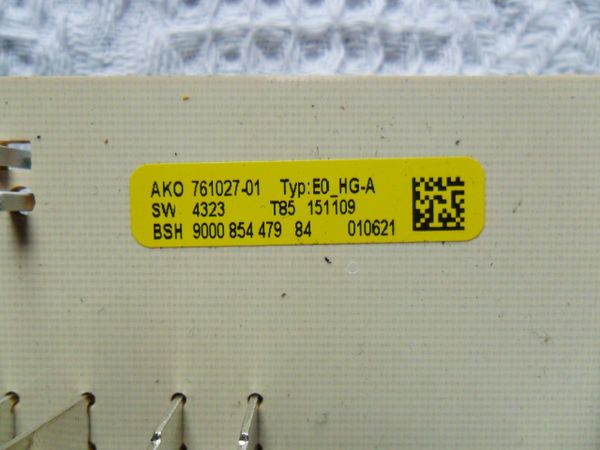 AKO 761027-01 Typ:E0_HG-A
SW 4323 T85 151109
BSH 9000 854 479 84 010621